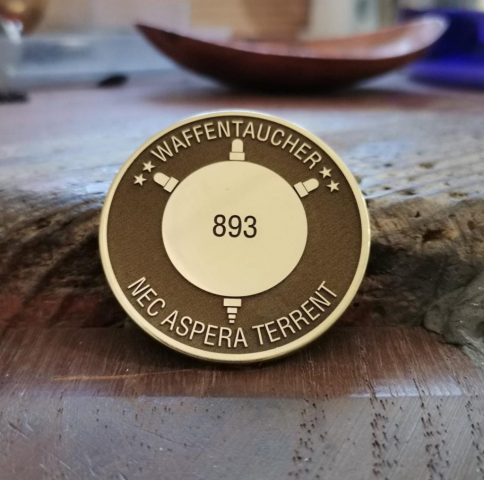 WAFFENTAUCHER
893
NEC ASPERA TERRENT